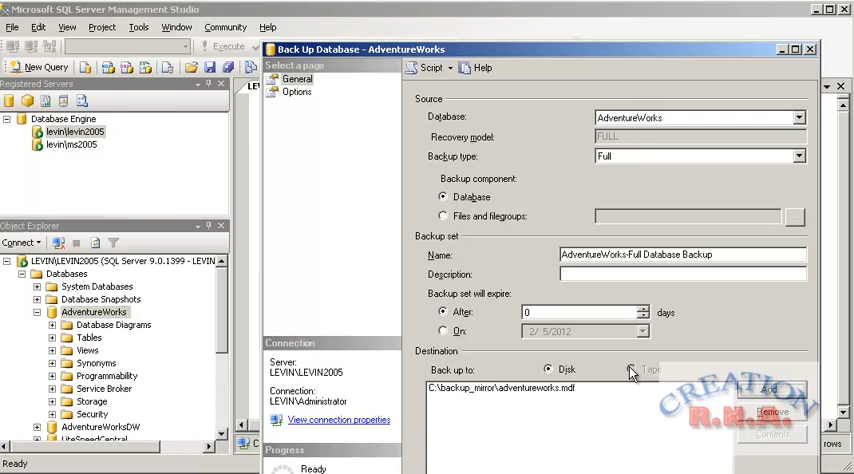 Microsoft SQL Server Management Studio
File Edit View Project Tools Window Community Help
Execute
New Query
Registered Servers
Database Engine
levin\levin2005
levin\ms2005
Object Explorer
Connect
LEVIN\LEVIN2005 (SQL Server 9.0.1399 - LEVIN
Databases
System Databases
Database Snapshots
AdventureWorks
Database Diagrams
Tables
Views
Synonyms
Programmability
Service Broker
Storage
Security
AdventureWorksDW
LiteSpeedCentral
Ready
Back Up Database - AdventureWorks
Select a page
General
Options
Connection
Server:
LEVIN\LEVIN2005
Connection:
LEVIN\Administrator
View connection properties
Progress
Ready
Script Help
Source
Database: AdventureWorks
Recovery model: FULL
Backup type: Full
Backup component:
Database
Files and filegroups:
...
Backup set
Name: AdventureWorks-Full Database Backup
Description:
Backup set will expire:
After: 0 days
On: 2/ 5/2012
Destination
Back up to: Disk Tape
C:\backup_mirror\adventureworks.mdf
Add...
Remove
Contents
CREATION
R.N.A.
rows